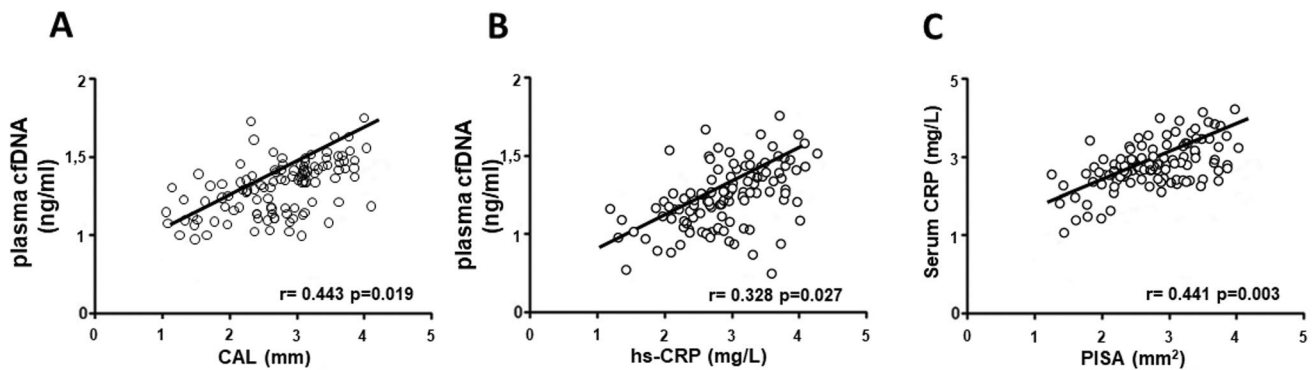 A
plasma cfDNA
(ng/ml)
2
1,5
1
0
0
1
2
3
4
5
CAL (mm)
r= 0.443 p=0.019
B
plasma cfDNA
(ng/ml)
2
1,5
1
0
0
1
2
3
4
5
hs-CRP (mg/L)
r= 0.328 p=0.027
C
Serum CRP (mg/L)
5
3
1
0
0
1
2
3
4
5
PISA (mm²)
r= 0.441 p=0.003